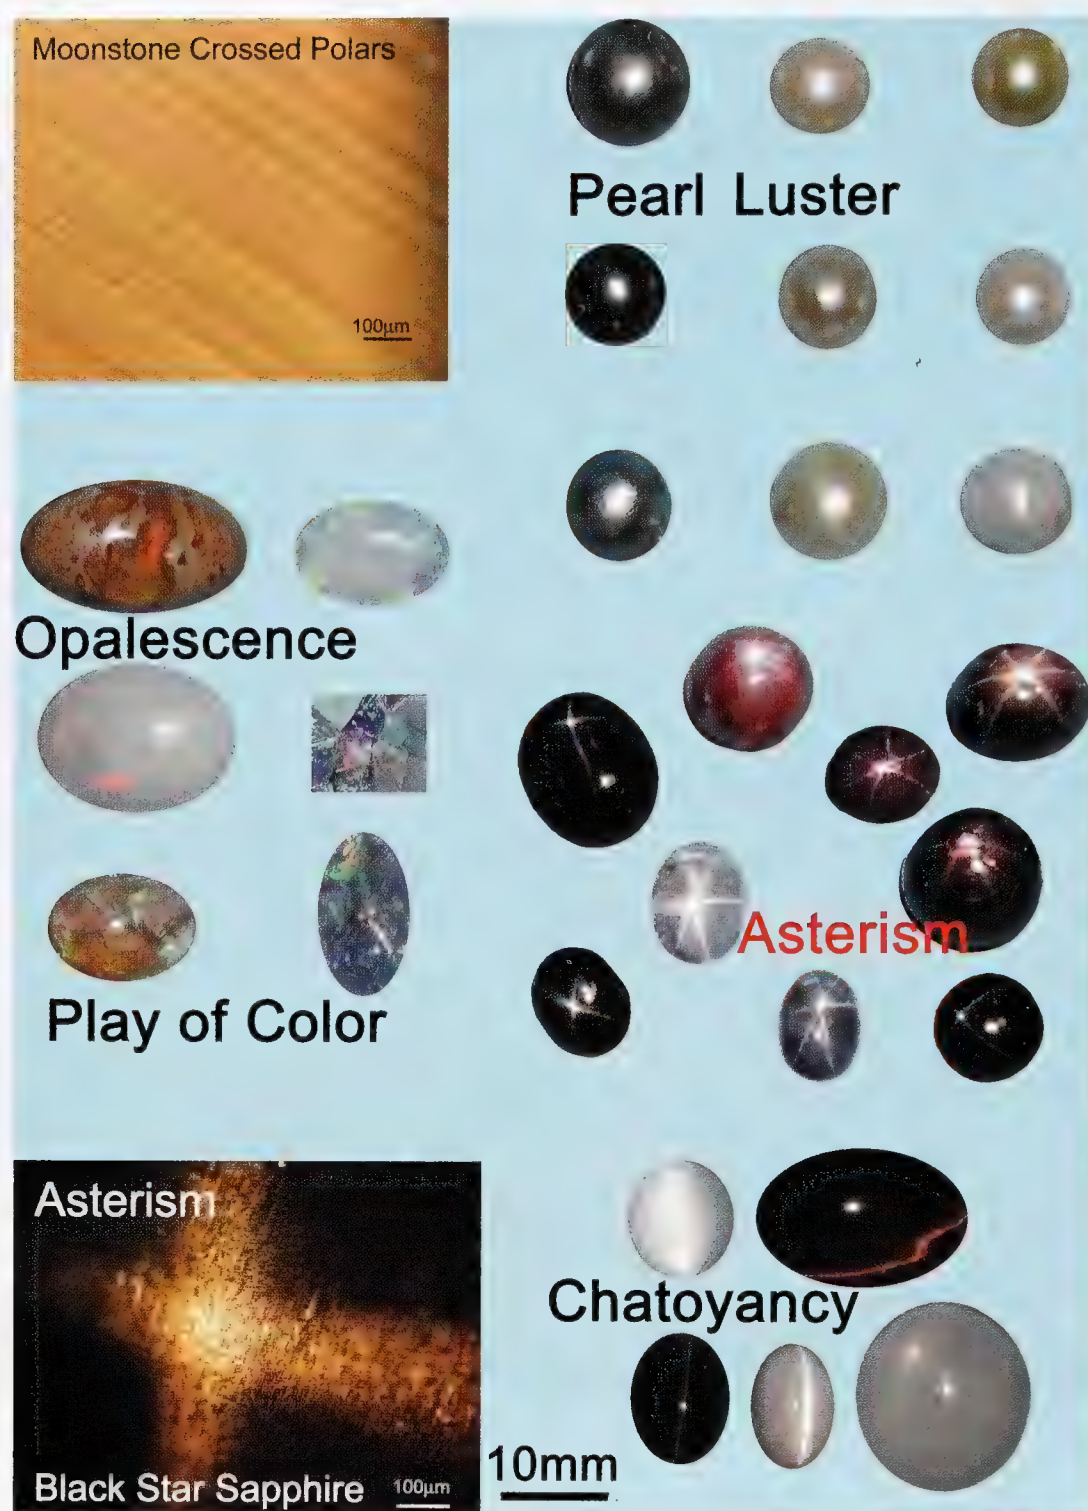 Moonstone Crossed Polars
100μm
Pearl Luster
Opalescence
Play of Color
Asterism
Asterism
Black Star Sapphire
100μm
10mm
Chatoyancy